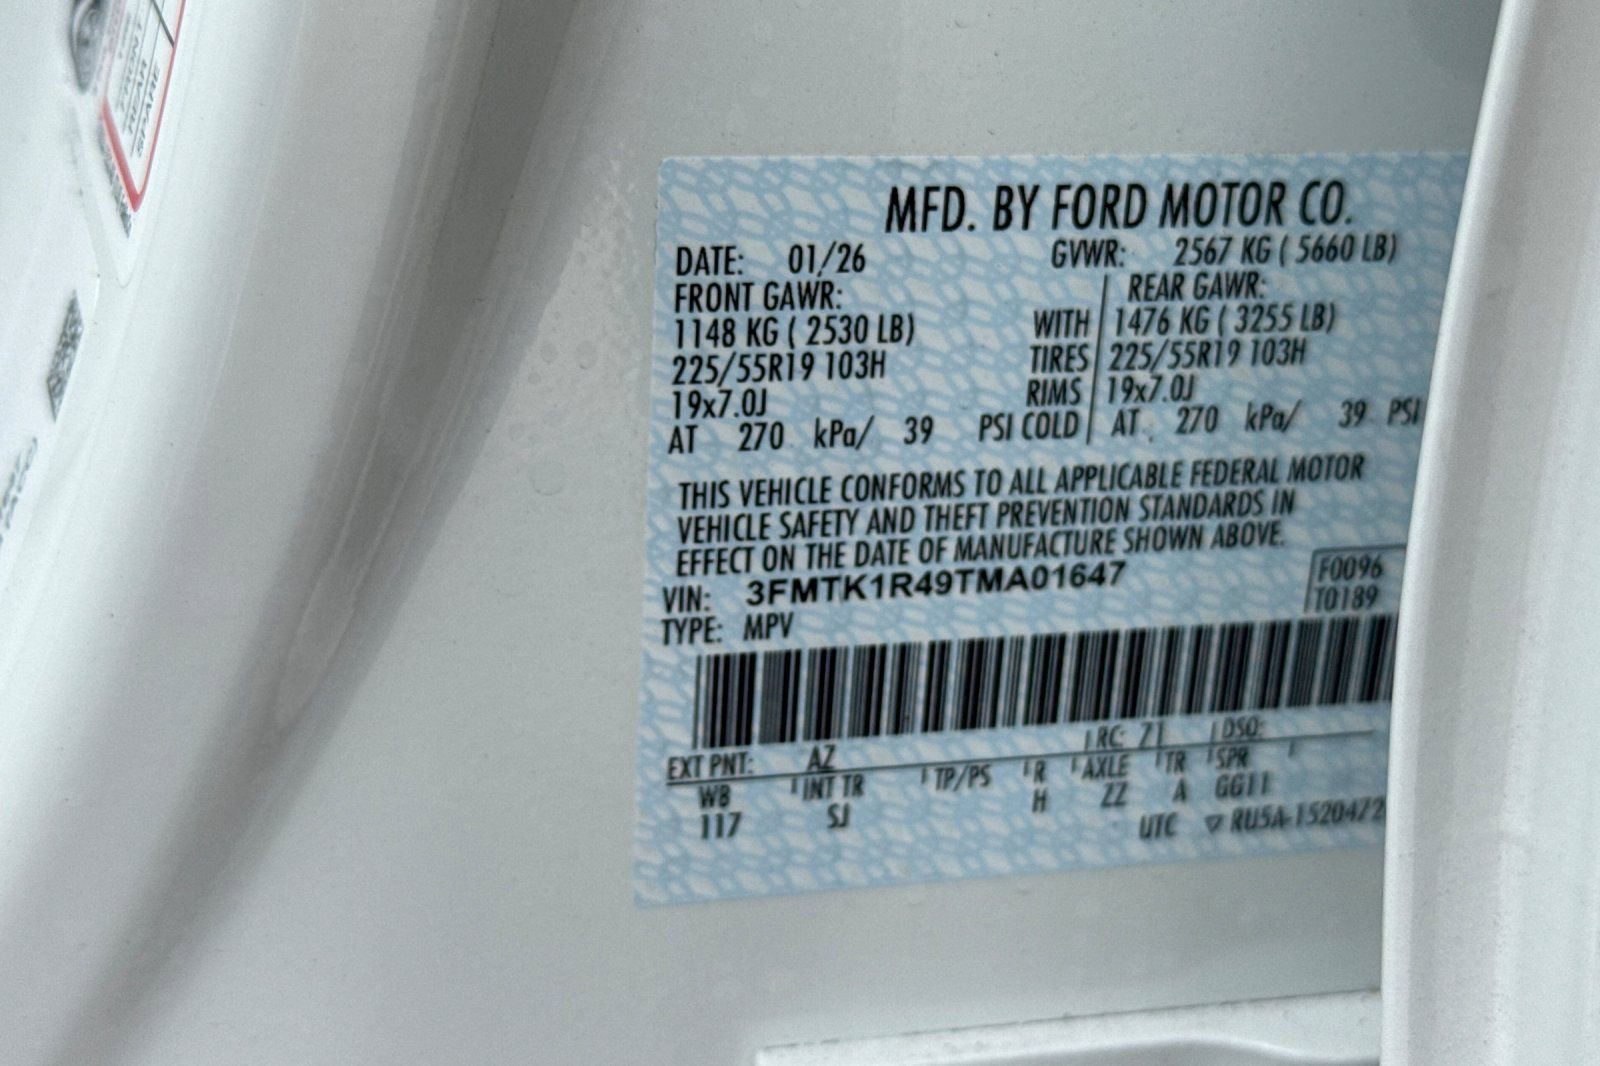 MFD. BY FORD MOTOR CO.
DATE: 01/26 GVWR: 2567 KG ( 5660 LB)
FRONT GAWR: REAR GAWR:
1148 KG ( 2530 LB) WITH 1476 KG ( 3255 LB)
225/55R19 103H TIRES 225/55R19 103H
19x7.0J RIMS 19x7.0J
AT 270 kPa/ 39 PSI COLD AT 270 kPa/ 39 PSI
THIS VEHICLE CONFORMS TO ALL APPLICABLE FEDERAL MOTOR
VEHICLE SAFETY AND THEFT PREVENTION STANDARDS IN
EFFECT ON THE DATE OF MANUFACTURE SHOWN ABOVE.
VIN: 3FMTK1R49TMA01647 F0096
TYPE: MPV T0189
EXT PNT: AZ RC: 71 DSO:
WB INT TR TP/PS R AXLE TR SPR
117 SJ H ZZ A GG11
UTC RU5A-1520472